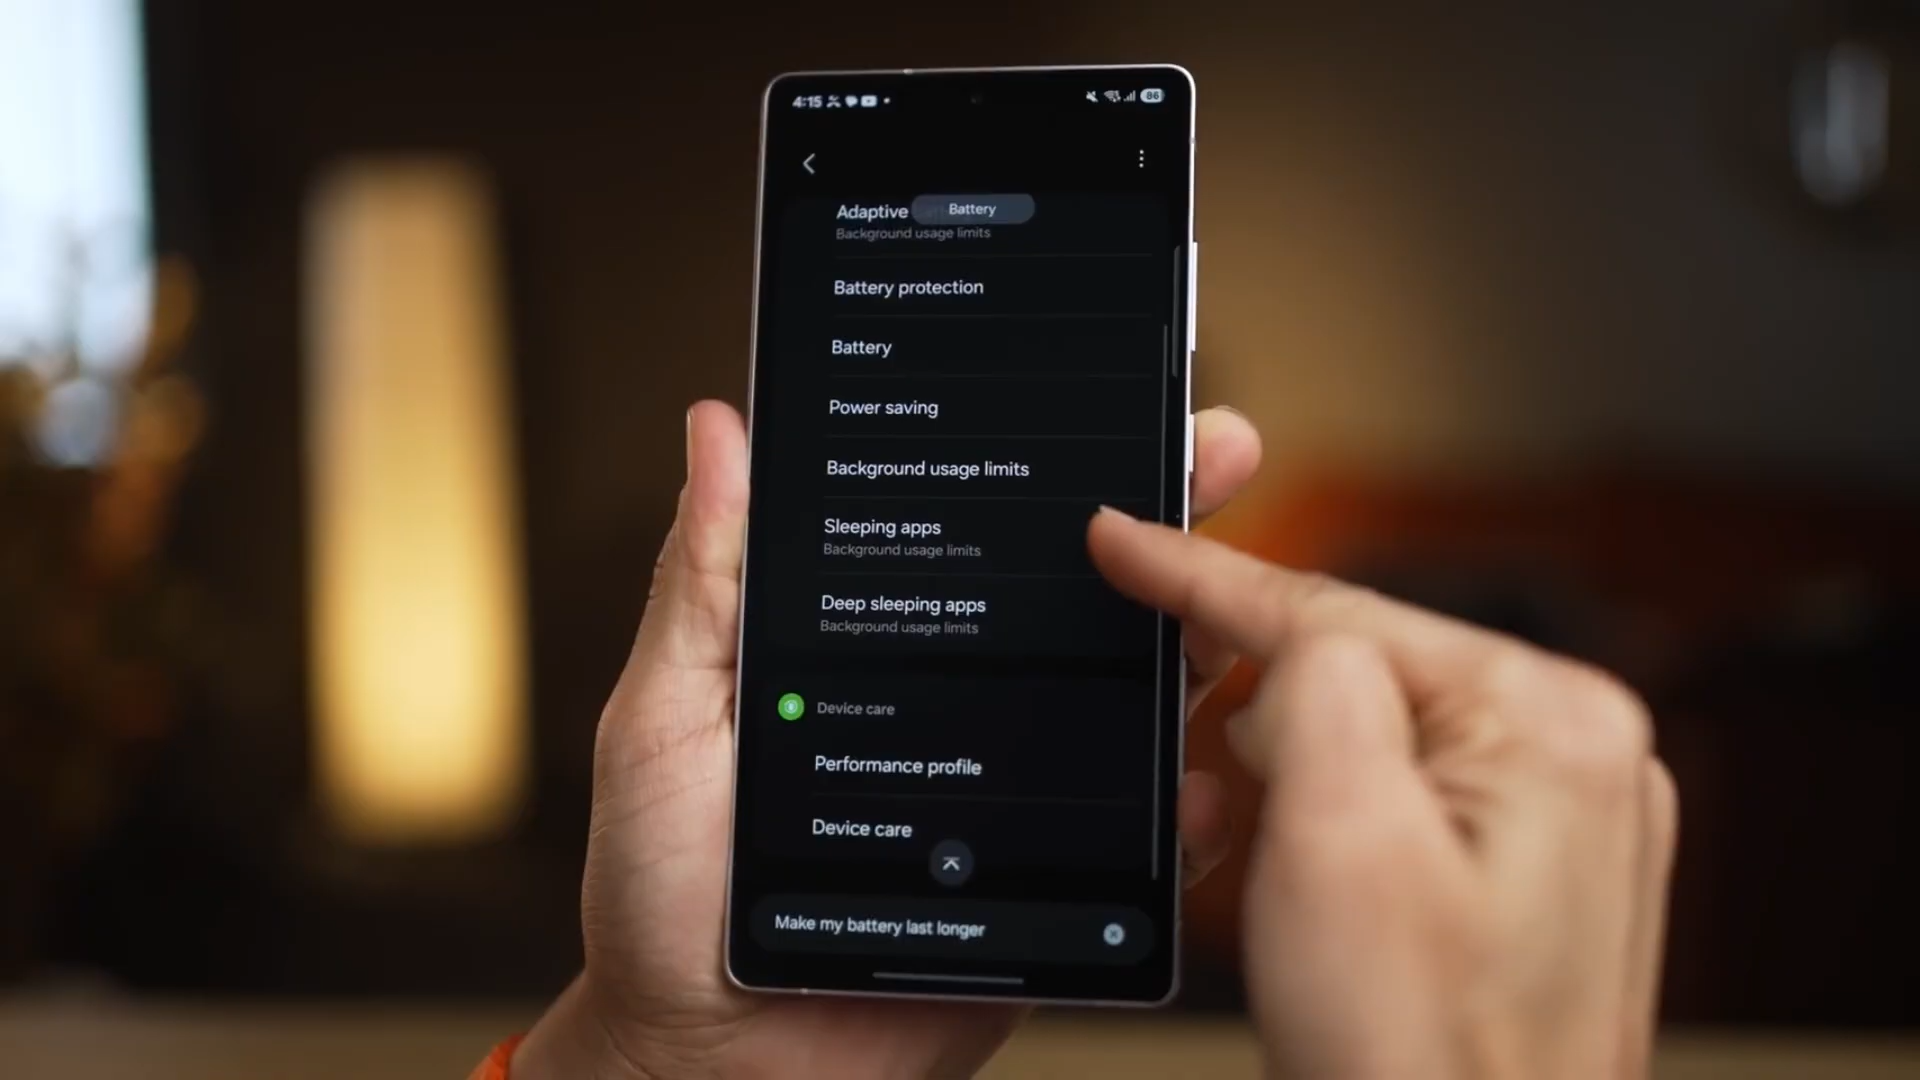 4:15
86
Battery
Adaptive
Background usage limits
Battery protection
Battery
Power saving
Background usage limits
Sleeping apps
Background usage limits
Deep sleeping apps
Background usage limits
Device care
Performance profile
Device care
Make my battery last longer